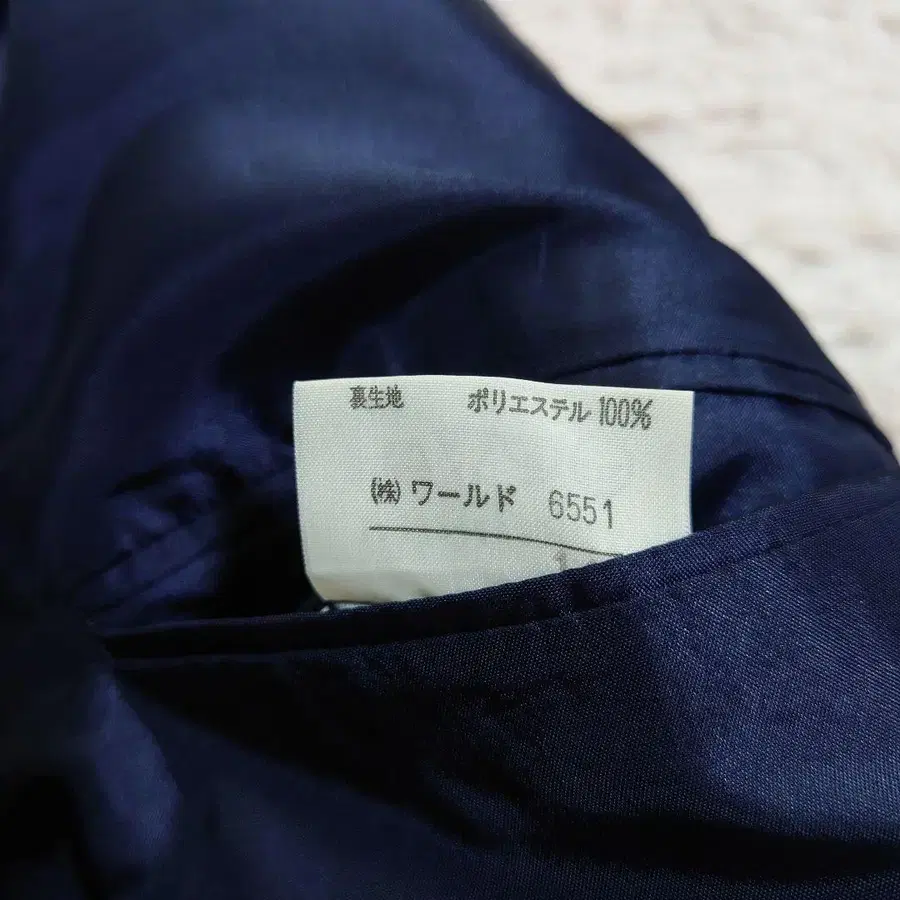 裏生地 ポリエステル 100%
(株) ワールド 6551